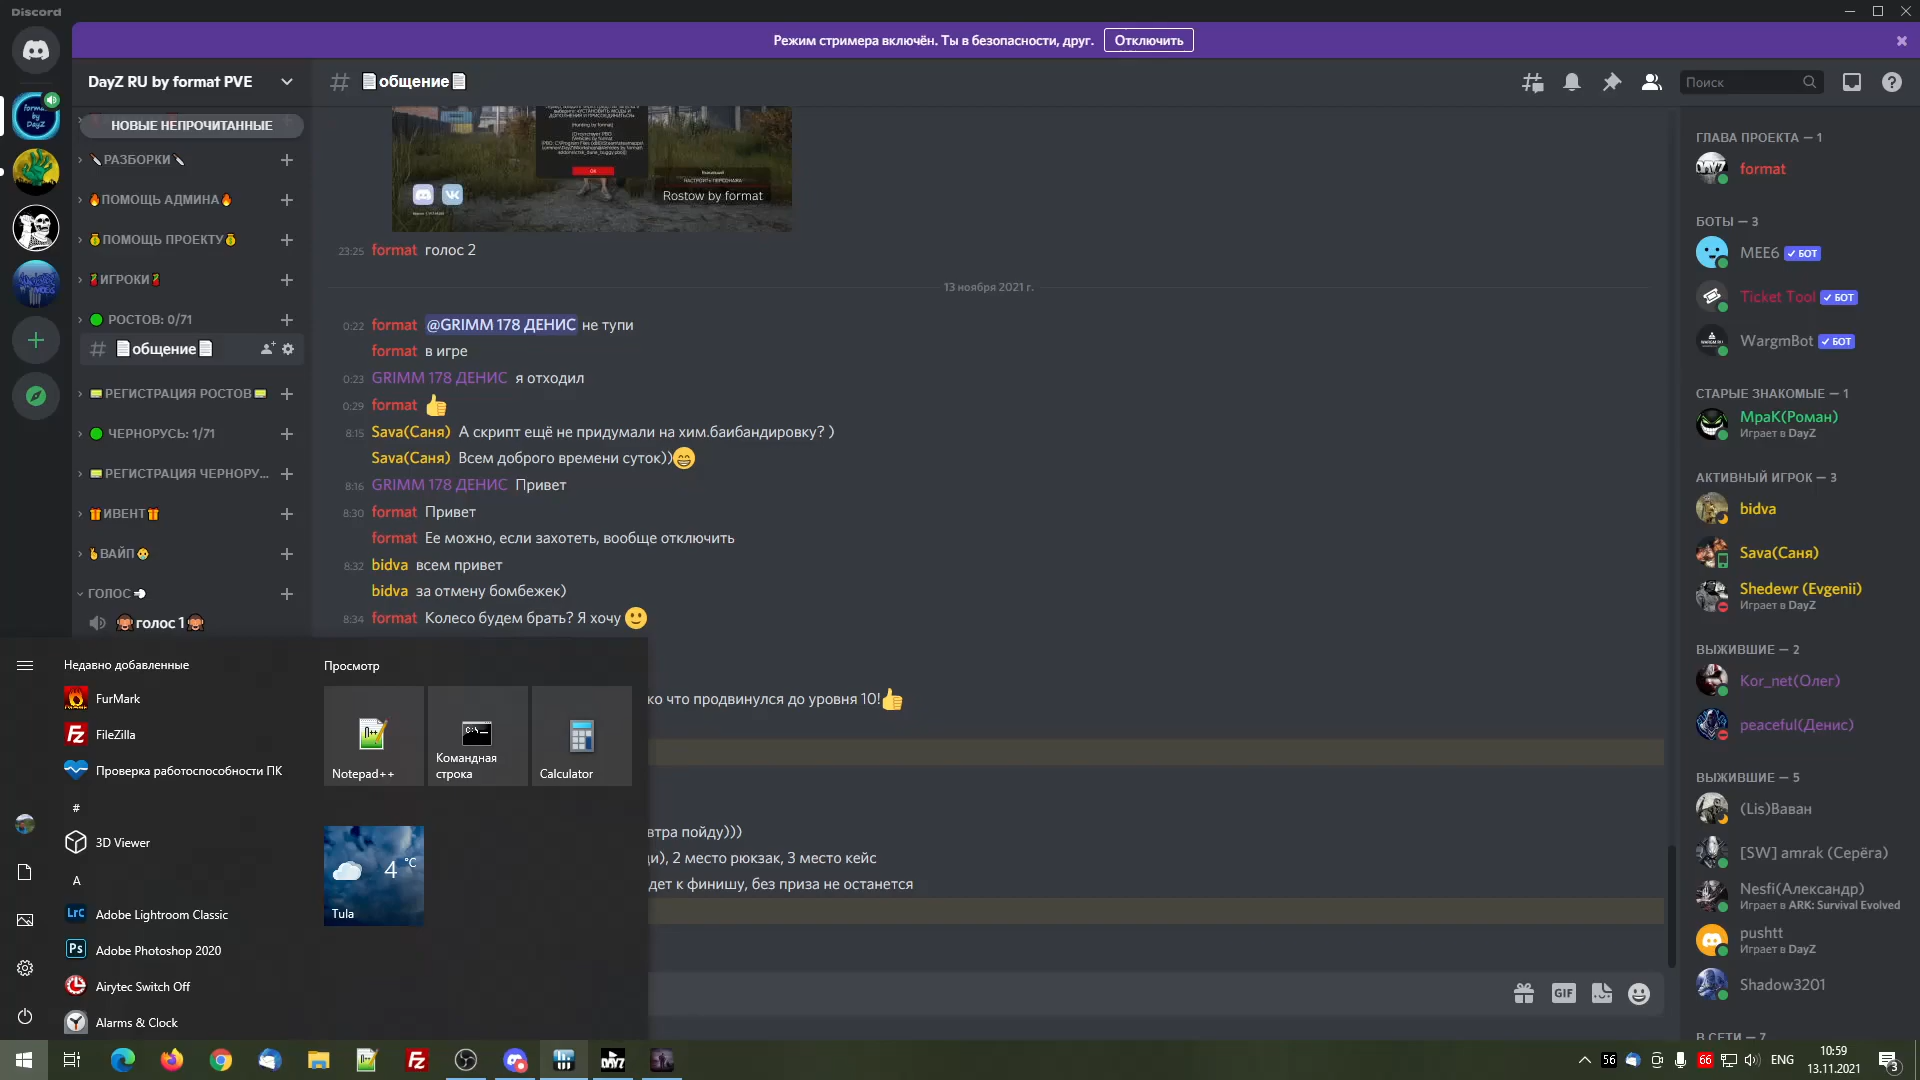 Discord
Режим стримера включён. Ты в безопасности, друг.
Отключить
DayZ RU by format PVE
НОВЫЕ НЕПРОЧИТАННЫЕ
РАЗБОРКИ
ПОМОЩЬ АДМИНА
ПОМОЩЬ ПРОЕКТУ
ИГРОКИ
РОСТОВ: 0/71
общение
РЕГИСТРАЦИЯ РОСТОВ
ЧЕРНОРУСЬ: 1/71
РЕГИСТРАЦИЯ ЧЕРНОРУ...
ИВЕНТ
ВАЙП
ГОЛОС
голос 1
общение
Поиск
OK
Rostow by format
23:25 format голос 2
13 ноября 2021 г.
0:22 format @GRIMM 178 ДЕНИС не тупи
format в игре
0:23 GRIMM 178 ДЕНИС я отходил
0:29 format 👍
8:15 Sava(Саня) А скрипт ещё не придумали на хим.баибандировку? )
Sava(Саня) Всем доброго времени суток))😁
8:16 GRIMM 178 ДЕНИС Привет
8:30 format Привет
format Ее можно, если захотеть, вообще отключить
8:32 bidva всем привет
bidva за отмену бомбежек)
8:34 format Колесо будем брать? Я хочу 🙂
ко что продвинулся до уровня 10!👍
втра пойду)))
ди), 2 место рюкзак, 3 место кейс
дет к финишу, без приза не останется
GIF
ГЛАВА ПРОЕКТА — 1
format
БОТЫ — 3
MEE6 ✓ БОТ
Ticket Tool ✓ БОТ
WargmBot ✓ БОТ
СТАРЫЕ ЗНАКОМЫЕ — 1
МраК(Роман)
Играет в DayZ
АКТИВНЫЙ ИГРОК — 3
bidva
Sava(Саня)
Shedewr (Evgenii)
Играет в DayZ
ВЫЖИВШИЕ — 2
Kor_net(Олег)
peaceful(Денис)
ВЫЖИВШИЕ — 5
(Lis)Ваван
[SW] amrak (Серёга)
Nesfi(Александр)
Играет в ARK: Survival Evolved
pushtt
Играет в DayZ
Shadow3201
В СЕТИ — 7
Недавно добавленные
FurMark
FileZilla
Проверка работоспособности ПК
#
3D Viewer
A
Adobe Lightroom Classic
Adobe Photoshop 2020
Airytec Switch Off
Alarms & Clock
Просмотр
Notepad++
Командная строка
Calculator
4 °C
Tula
56
66
ENG
10:59
13.11.2021
3